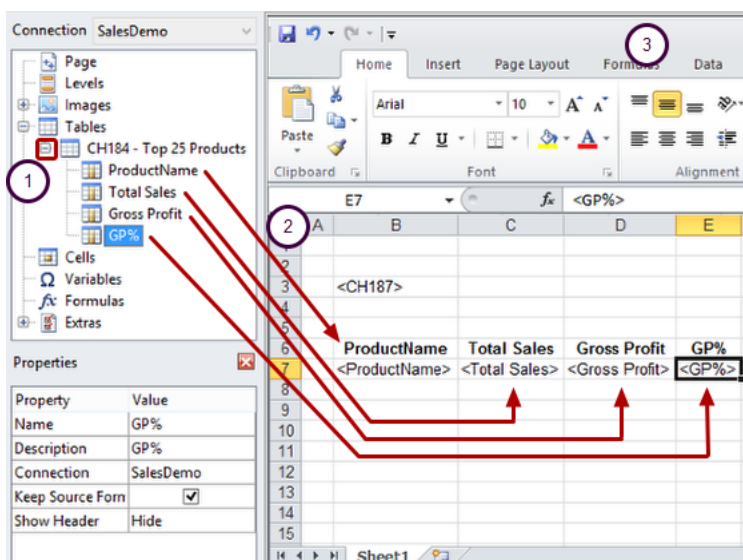 Connection SalesDemo
Page
Levels
Images
Tables
CH184 - Top 25 Products
ProductName
Total Sales
Gross Profit
GP%
Cells
Variables
fx Formulas
Extras
1
Properties
Property Value
Name GP%
Description GP%
Connection SalesDemo
Keep Source Forn
Show Header Hide
3
Home Insert Page Layout Formulas Data
Paste
Arial 10 A A
B I U A
Clipboard Font Alignment
E7 fx <GP%>
2
A B C D E
1
2
3 <CH187>
4
5
6 ProductName Total Sales Gross Profit GP%
7 <ProductName> <Total Sales> <Gross Profit> <GP%>
8
9
10
11
12
13
14
15
Sheet1